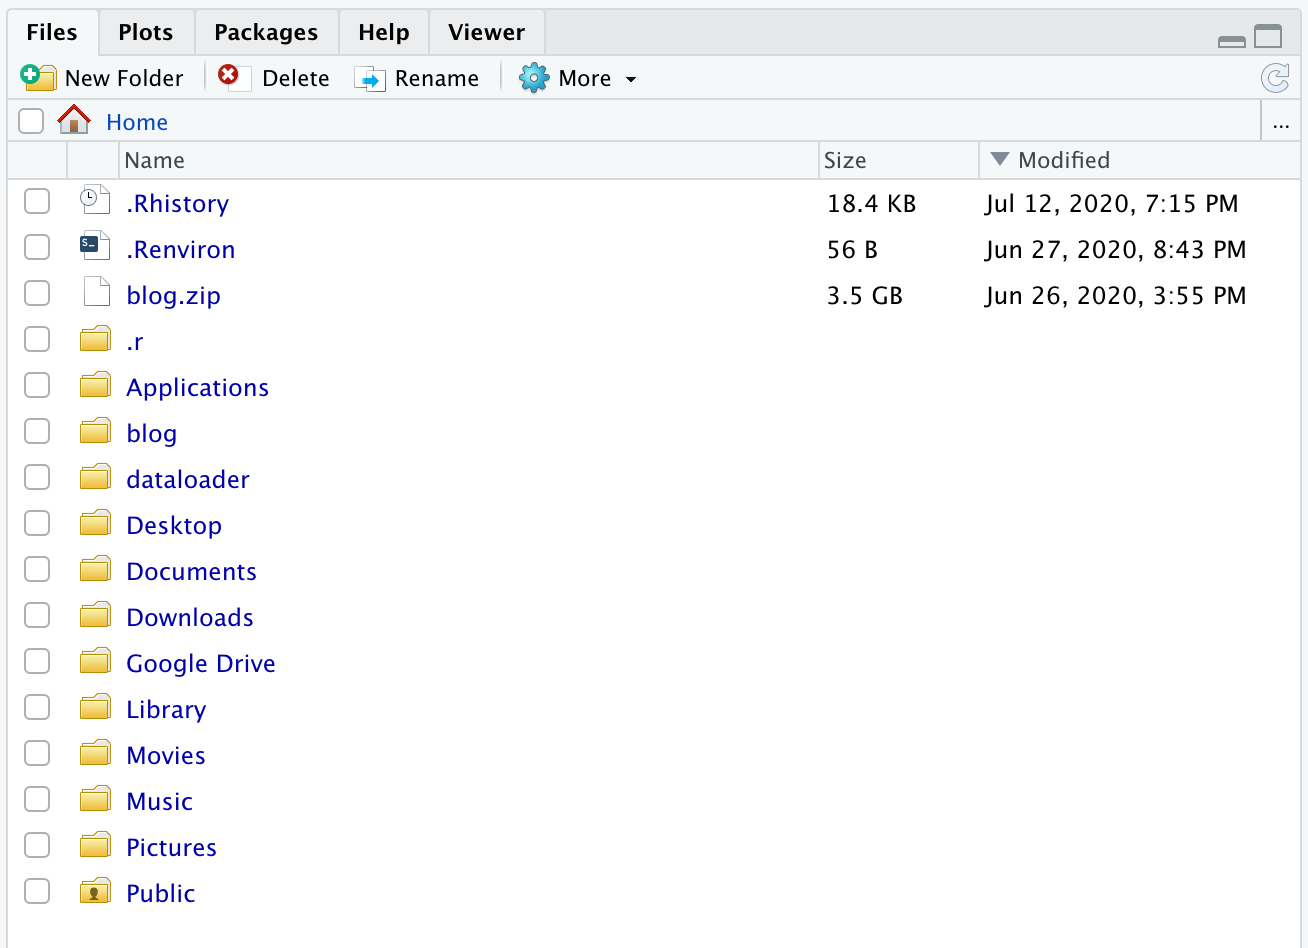 Files Plots Packages Help Viewer
New Folder Delete Rename More
Home ...
Name Size Modified
.Rhistory 18.4 KB Jul 12, 2020, 7:15 PM
S_ .Renviron 56 B Jun 27, 2020, 8:43 PM
blog.zip 3.5 GB Jun 26, 2020, 3:55 PM
.r
Applications
blog
dataloader
Desktop
Documents
Downloads
Google Drive
Library
Movies
Music
Pictures
Public